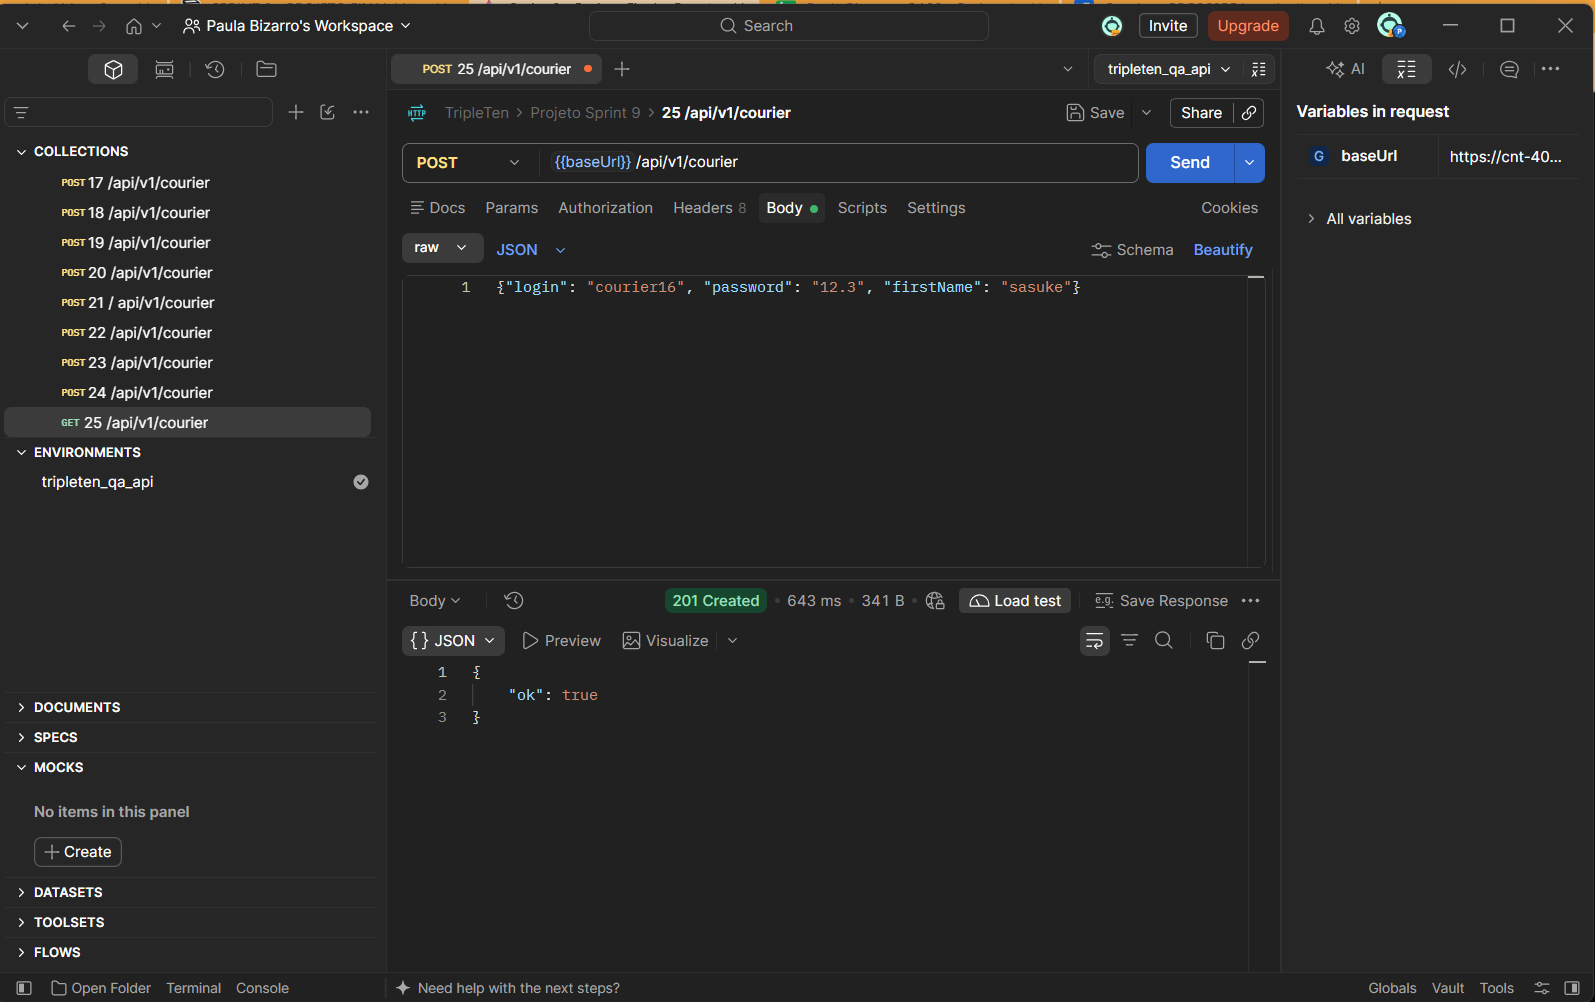 Paula Bizarro's Workspace
Search
Invite
Upgrade
POST 25 /api/v1/courier
tripleten_qa_api
AI
TripleTen > Projeto Sprint 9 > 25 /api/v1/courier
Save
Share
Variables in request
COLLECTIONS
POST 17 /api/v1/courier
POST 18 /api/v1/courier
POST 19 /api/v1/courier
POST 20 /api/v1/courier
POST 21 / api/v1/courier
POST 22 /api/v1/courier
POST 23 /api/v1/courier
POST 24 /api/v1/courier
GET 25 /api/v1/courier
ENVIRONMENTS
tripleten_qa_api
DOCUMENTS
SPECS
MOCKS
No items in this panel
Create
DATASETS
TOOLSETS
FLOWS
HTTP
POST
{{baseUrl}} /api/v1/courier
Send
G baseUrl https://cnt-40...
All variables
Docs Params Authorization Headers 8 Body Scripts Settings Cookies
raw JSON Schema Beautify
1 {"login": "courier16", "password": "12.3", "firstName": "sasuke"}
Body 201 Created • 643 ms • 341 B • Load test e.g. Save Response
{} JSON Preview Visualize
1 {
2 "ok": true
3 }
Open Folder Terminal Console Need help with the next steps? Globals Vault Tools